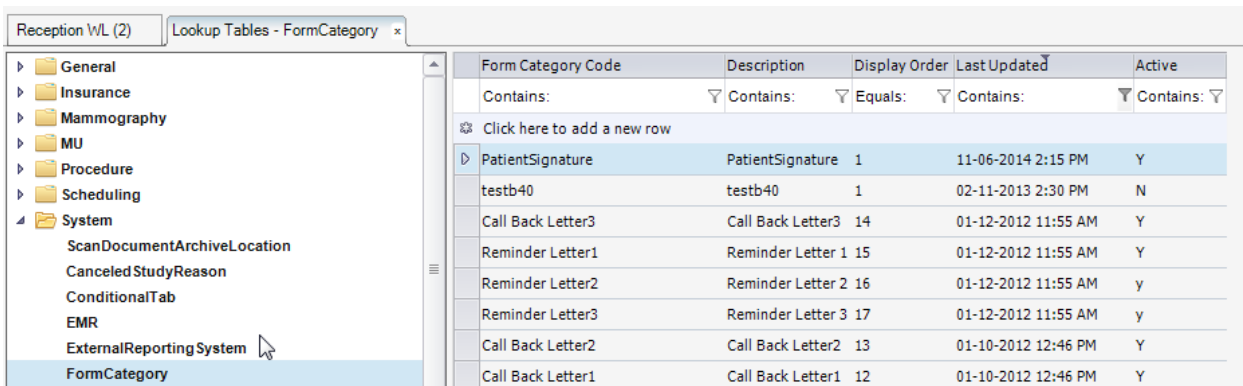 Reception WL (2)
Lookup Tables - FormCategory x
General
Insurance
Mammography
MU
Procedure
Scheduling
System
ScanDocumentArchiveLocation
CanceledStudyReason
ConditionalTab
EMR
ExternalReportingSystem
FormCategory
Form Category Code Description Display Order Last Updated Active
Contains: Contains: Equals: Contains: Contains:
Click here to add a new row
PatientSignature PatientSignature 1 11-06-2014 2:15 PM Y
testb40 testb40 1 02-11-2013 2:30 PM N
Call Back Letter3 Call Back Letter3 14 01-12-2012 11:55 AM Y
Reminder Letter1 Reminder Letter 1 15 01-12-2012 11:55 AM Y
Reminder Letter2 Reminder Letter 2 16 01-12-2012 11:55 AM y
Reminder Letter3 Reminder Letter 3 17 01-12-2012 11:55 AM y
Call Back Letter2 Call Back Letter2 13 01-10-2012 12:46 PM Y
Call Back Letter1 Call Back Letter1 12 01-10-2012 12:46 PM Y